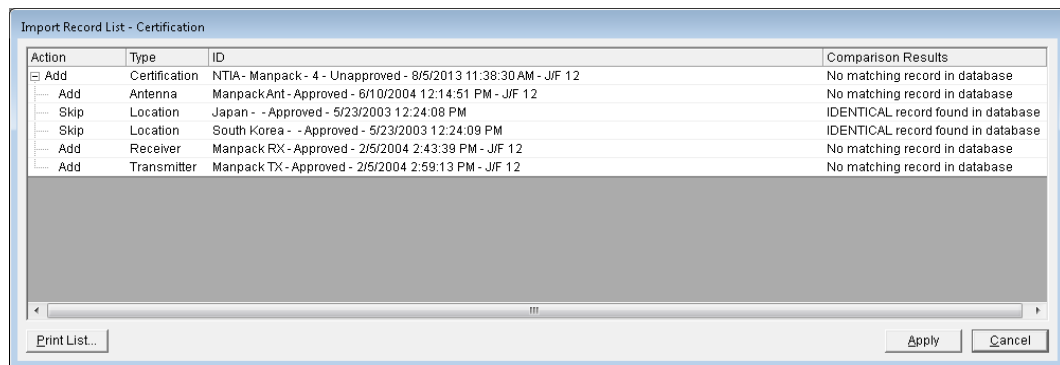 Import Record List - Certification
Action Type ID Comparison Results
Add Certification NTIA - Manpack - 4 - Unapproved - 8/5/2013 11:38:30 AM - J/F 12 No matching record in database
Add Antenna ManpackAnt - Approved - 6/10/2004 12:14:51 PM - J/F 12 No matching record in database
Skip Location Japan - - Approved - 5/23/2003 12:24:08 PM IDENTICAL record found in database
Skip Location South Korea - - Approved - 5/23/2003 12:24:09 PM IDENTICAL record found in database
Add Receiver Manpack RX - Approved - 2/5/2004 2:43:39 PM - J/F 12 No matching record in database
Add Transmitter Manpack TX - Approved - 2/5/2004 2:59:13 PM - J/F 12 No matching record in database
Print List... Apply Cancel